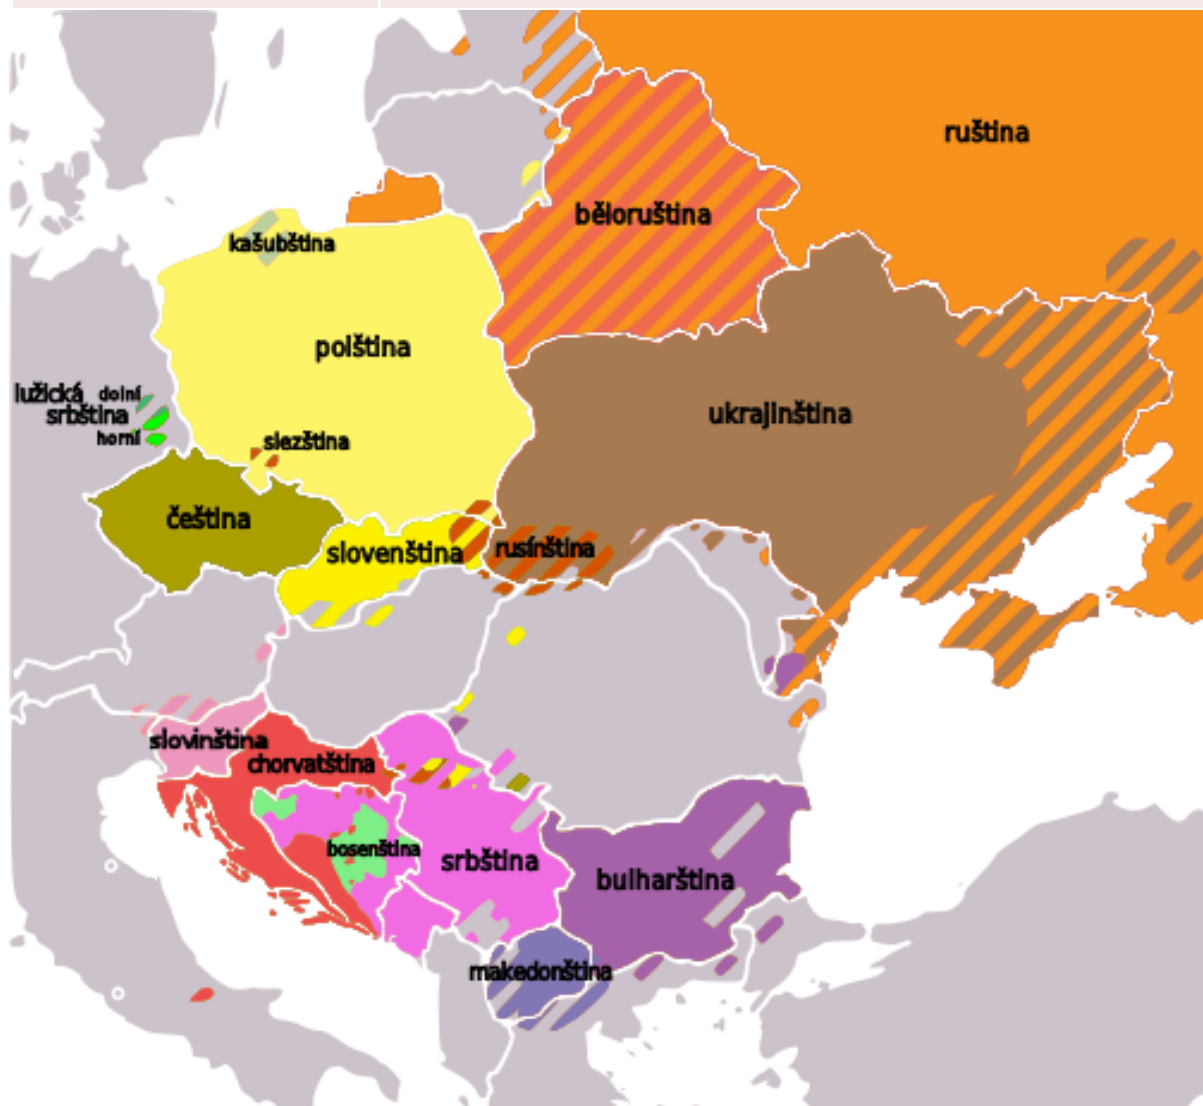 ruština
běloruština
kašubština
polština
lužická
dolní
srbština
horní
slezština
ukrajinština
čeština
slovenština
rusínština
slovinština
chorvatština
bosenština
srbština
bulharština
makedonština